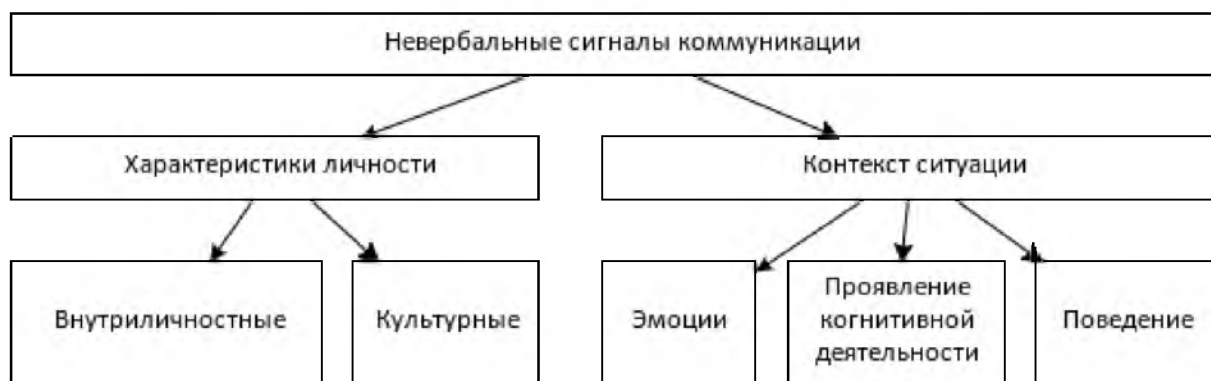 Невербальные сигналы коммуникации
Характеристики личности
Контекст ситуации
Внутриличностные
Культурные
Эмоции
Проявление
когнитивной
деятельности
Поведение